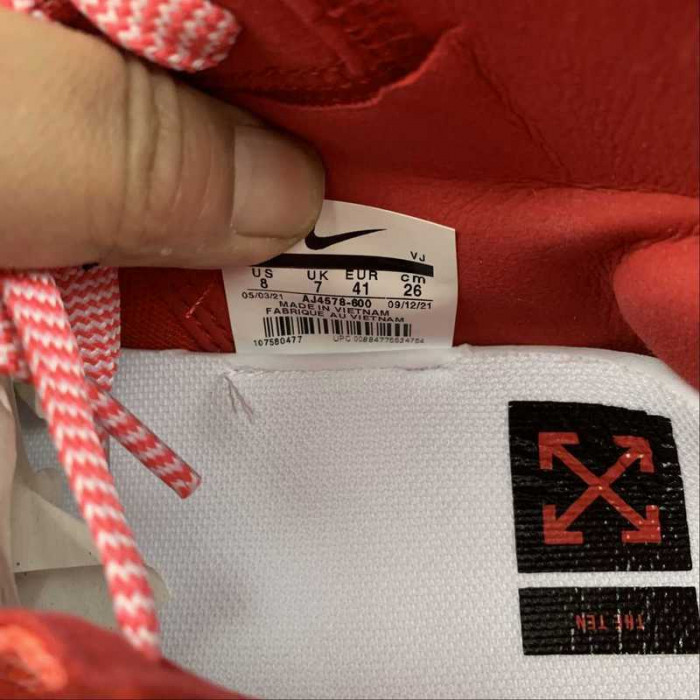 VJ
US UK EUR cm
8 7 41 26
05/03/21 AJ4578-600 09/12/21
MADE IN VIETNAM
FABRIQUE AU VIETNAM
107580477
THE TEN